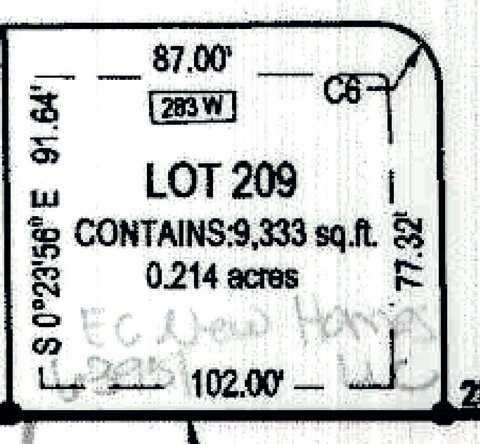 87.00'
C6
283 W
S 0°23'56" E 91.64'
LOT 209
CONTAINS:9,333 sq.ft.
0.214 acres
77.32'
EC New Homes
LLC
102.00'